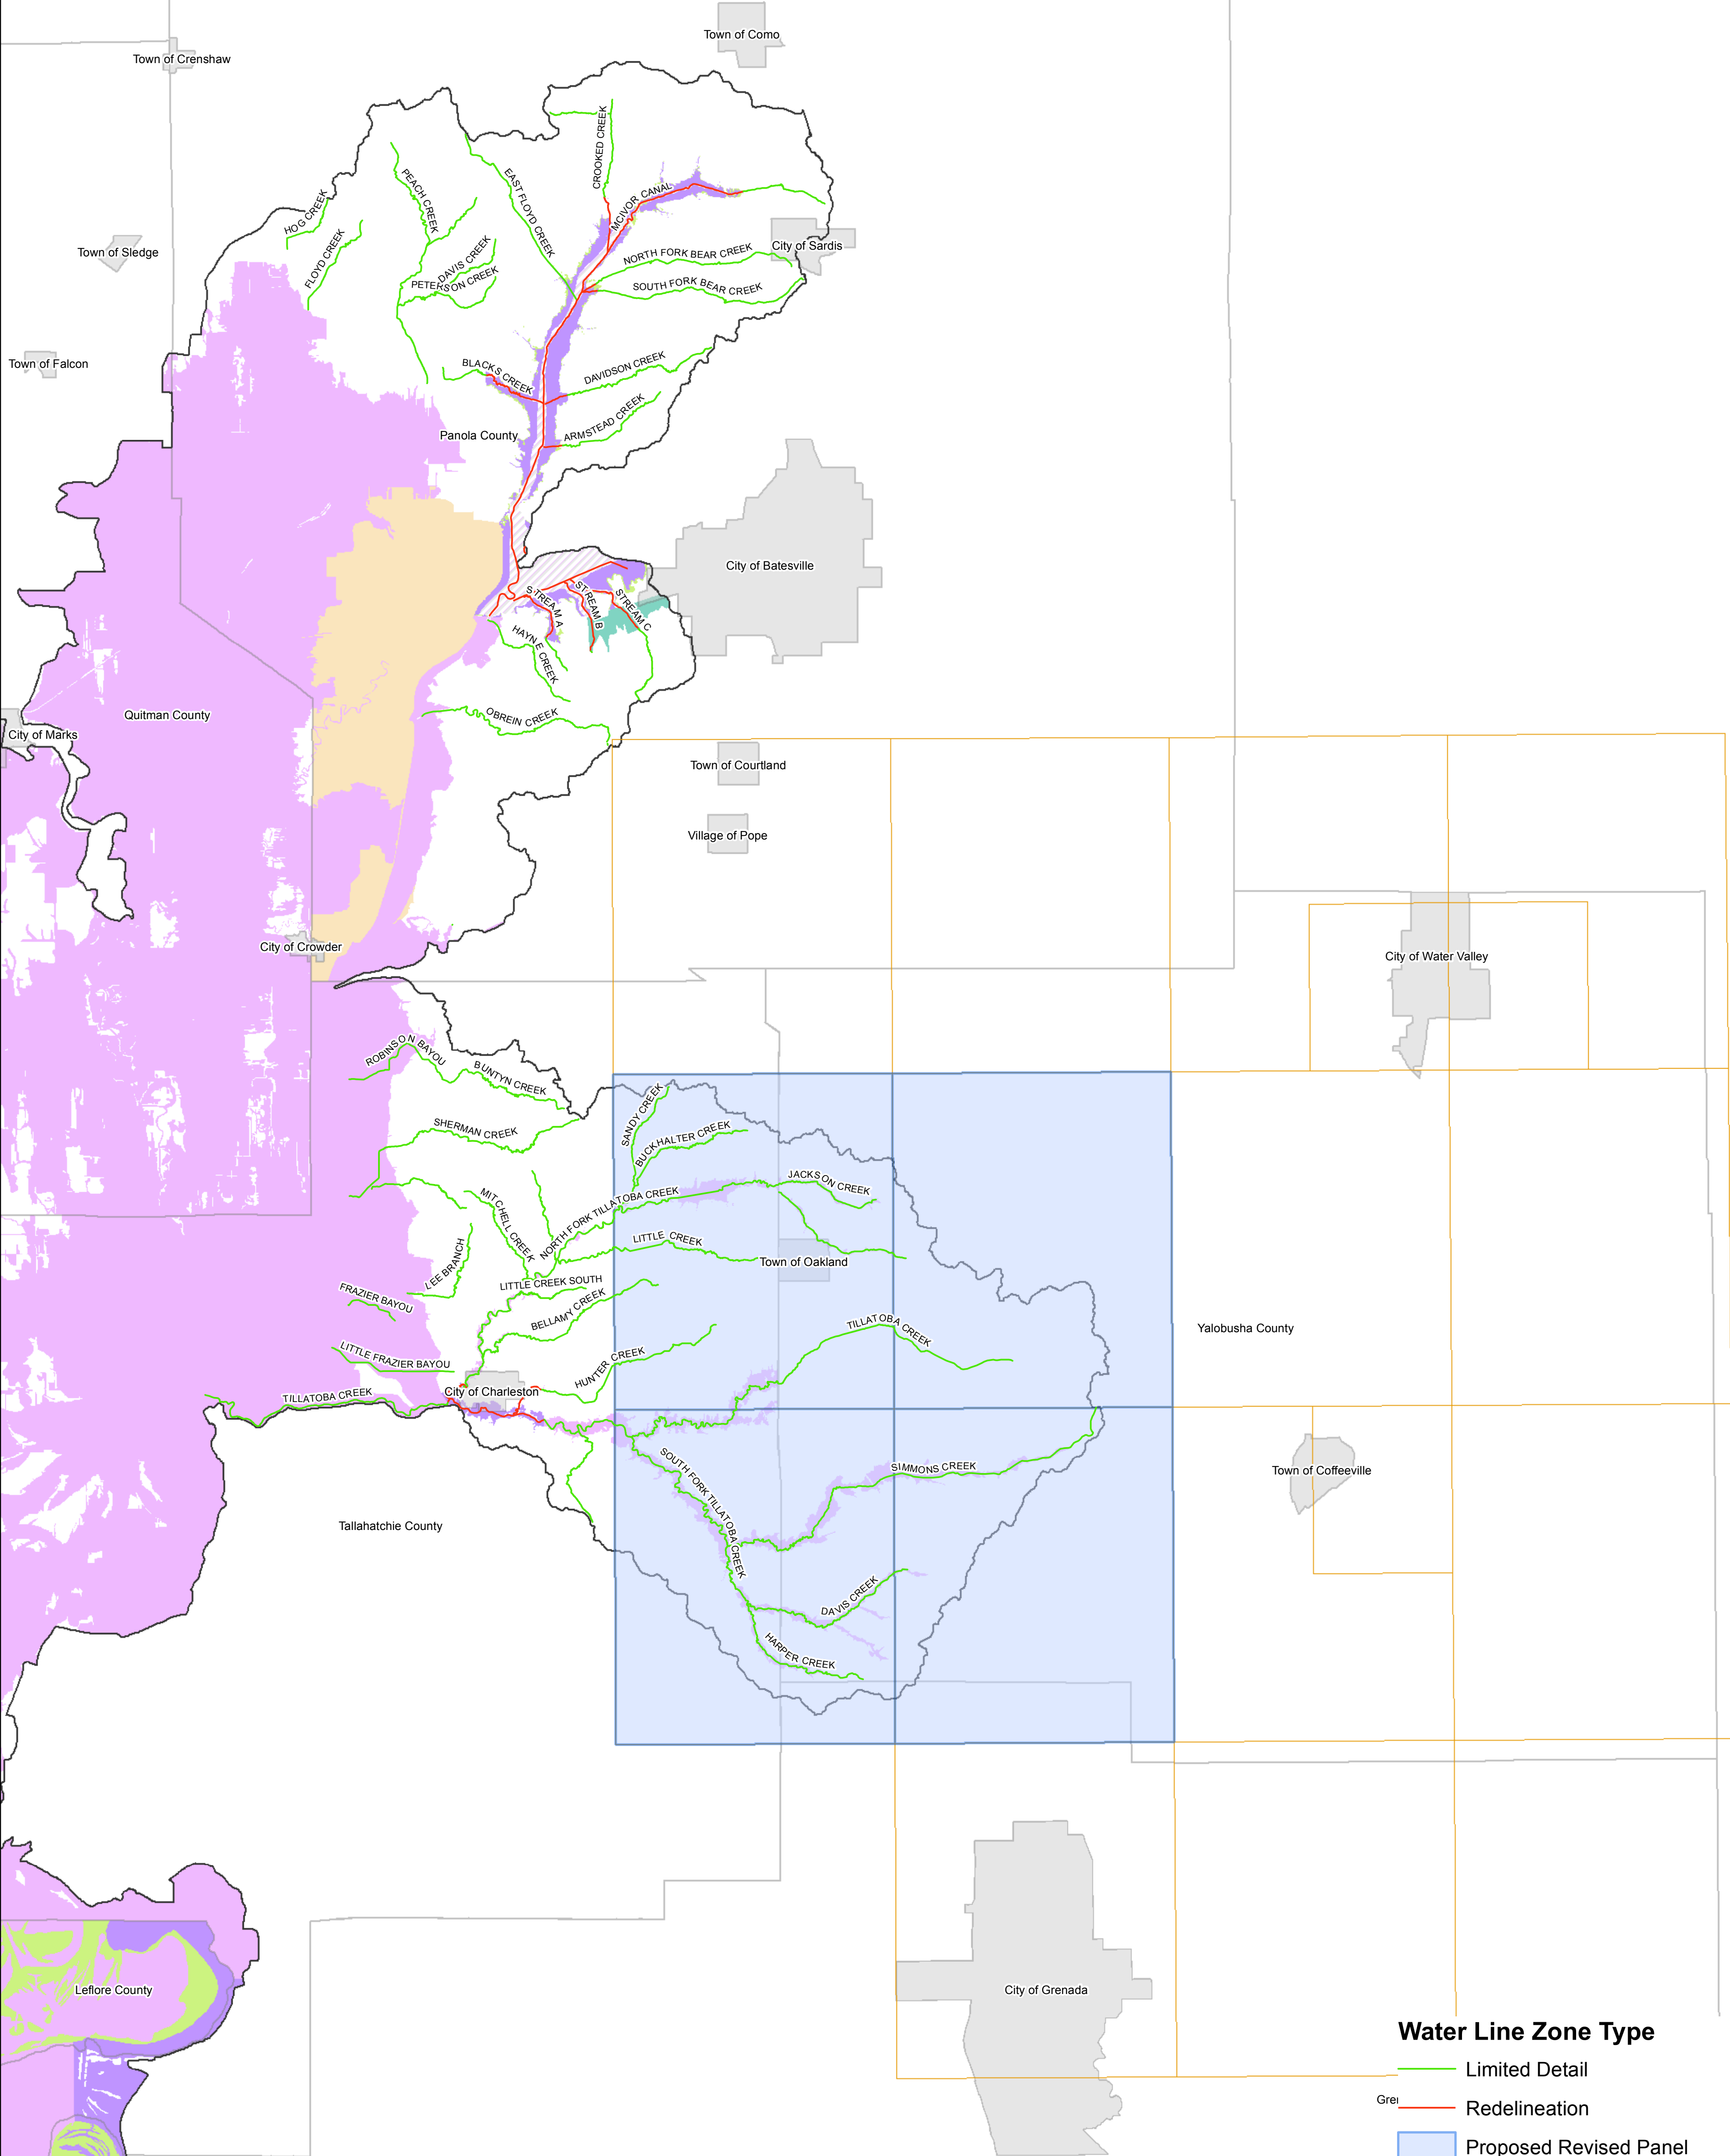 Town of Como
Town of Crenshaw
CROOKED CREEK
PEACH CREEK
EAST FLOYD CREEK
MCIVOR CANAL
HOG CREEK
FLOYD CREEK
Town of Sledge
City of Sardis
DAVIS CREEK
NORTH FORK BEAR CREEK
PETERSON CREEK
SOUTH FORK BEAR CREEK
Town of Falcon
BLACKS CREEK
DAVIDSON CREEK
ARMSTEAD CREEK
Panola County
City of Batesville
STREAM A
STREAM B
STREAM C
HAYNE CREEK
Quitman County
OBREIN CREEK
City of Marks
Town of Courtland
Village of Pope
City of Crowder
City of Water Valley
ROBINSON BAYOU
BUNTYN CREEK
SANDY CREEK
SHERMAN CREEK
BUCKHALTER CREEK
JACKSON CREEK
MITCHELL CREEK
NORTH FORK TILLATOBA CREEK
LITTLE CREEK
LEE BRANCH
Town of Oakland
LITTLE CREEK SOUTH
FRAZIER BAYOU
BELLAMY CREEK
TILLATOBA CREEK
Yalobusha County
LITTLE FRAZIER BAYOU
HUNTER CREEK
City of Charleston
TILLATOBA CREEK
SOUTH FORK TILLATOBA CREEK
SIMMONS CREEK
Town of Coffeeville
Tallahatchie County
DAVIS CREEK
HARPER CREEK
Leflore County
City of Grenada
Water Line Zone Type
Limited Detail
Redelineation
Proposed Revised Panel